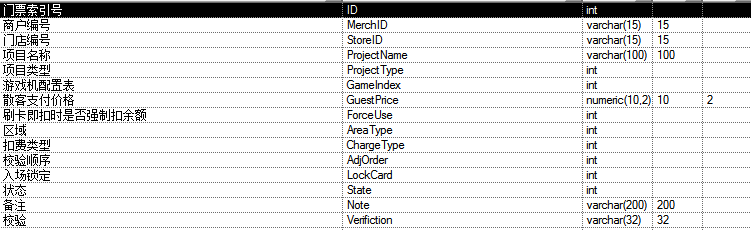 门票索引号 ID int
商户编号 MerchID varchar(15) 15
门店编号 StoreID varchar(15) 15
项目名称 ProjectName varchar(100) 100
项目类型 ProjectType int
游戏机配置表 GameIndex int
散客支付价格 GuestPrice numeric(10,2) 10 2
刷卡即扣时是否强制扣余额 ForceUse int
区域 AreaType int
扣费类型 ChargeType int
校验顺序 AdjOrder int
入场锁定 LockCard int
状态 State int
备注 Note varchar(200) 200
校验 Verifiction varchar(32) 32